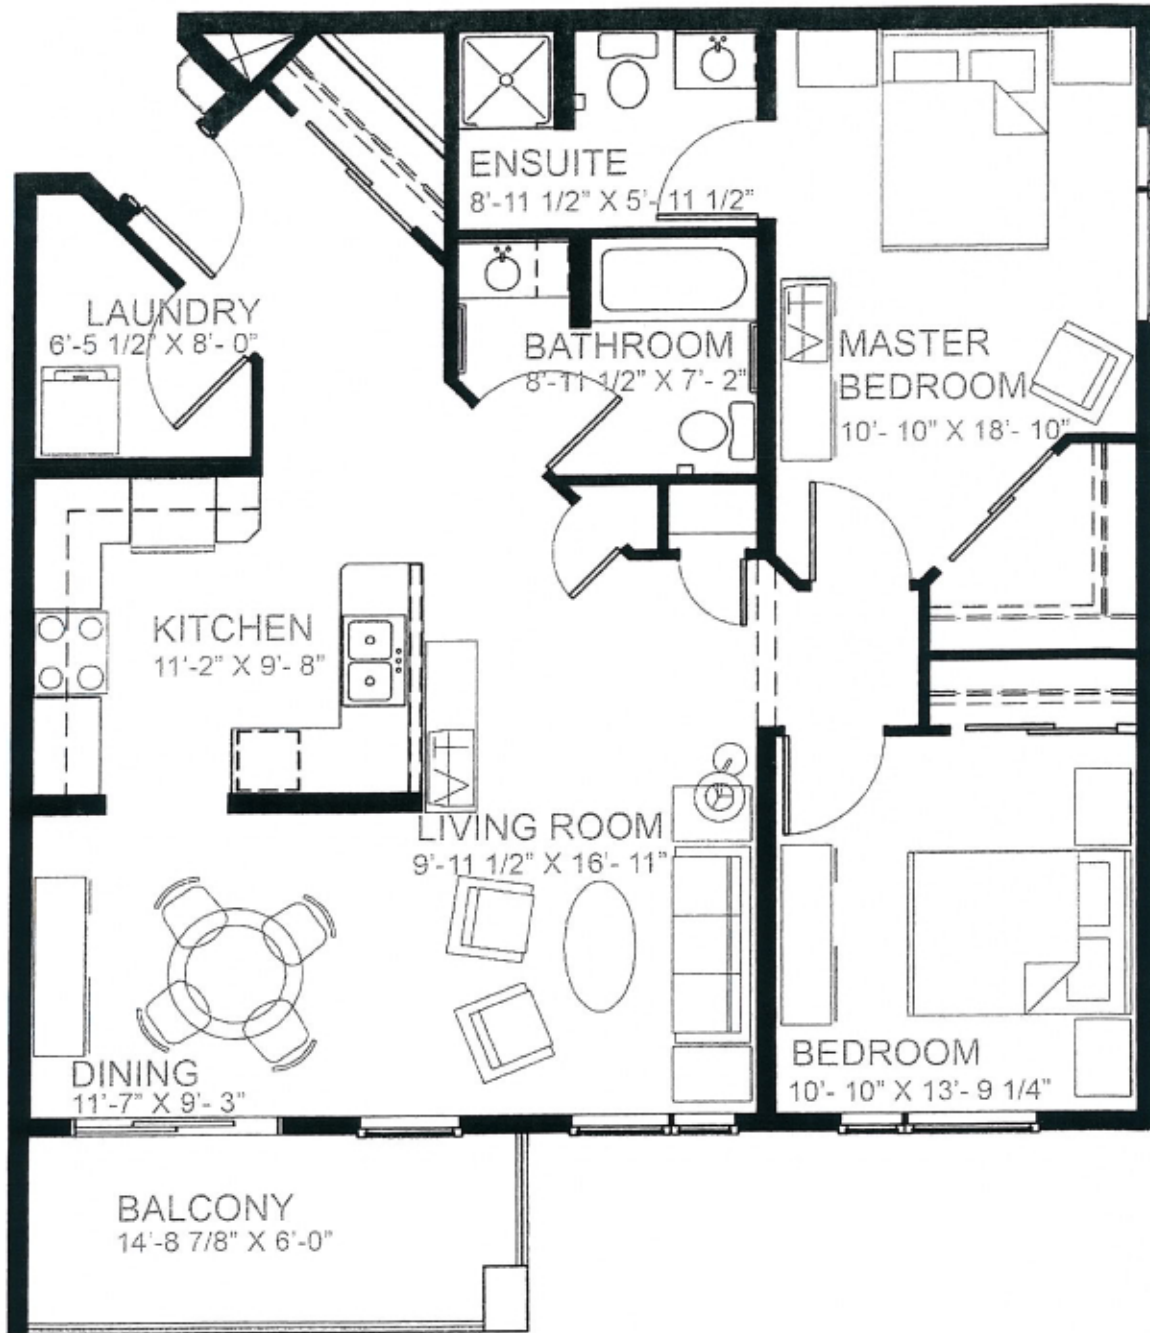 ENSUITE
8'-11 1/2" X 5'- 11 1/2"
LAUNDRY
6'-5 1/2" X 8'- 0"
BATHROOM
8'-11 1/2" X 7'- 2"
MASTER
BEDROOM
10'- 10" X 18'- 10"
TV
KITCHEN
11'-2" X 9'- 8"
TV
LIVING ROOM
9'-11 1/2" X 16'- 11"
DINING
11'-7" X 9'- 3"
BEDROOM
10'- 10" X 13'- 9 1/4"
BALCONY
14'-8 7/8" X 6'-0"